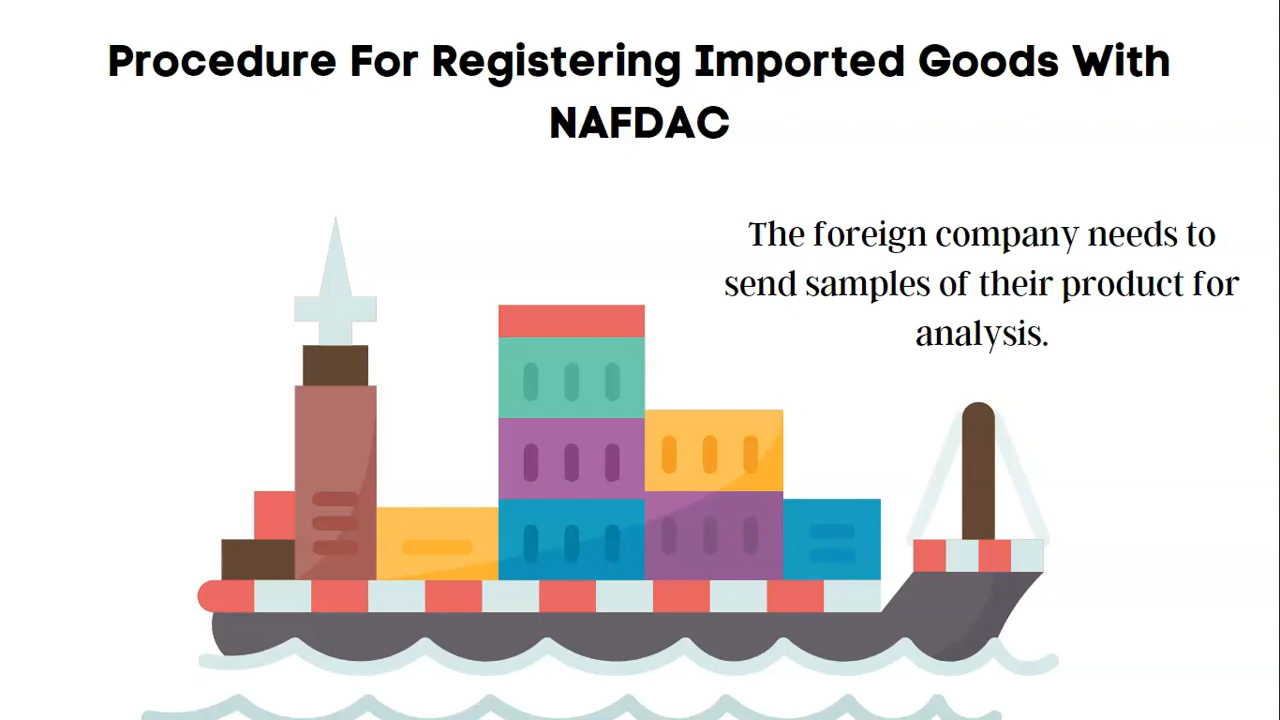 Procedure For Registering Imported Goods With
NAFDAC
The foreign company needs to
send samples of their product for
analysis.